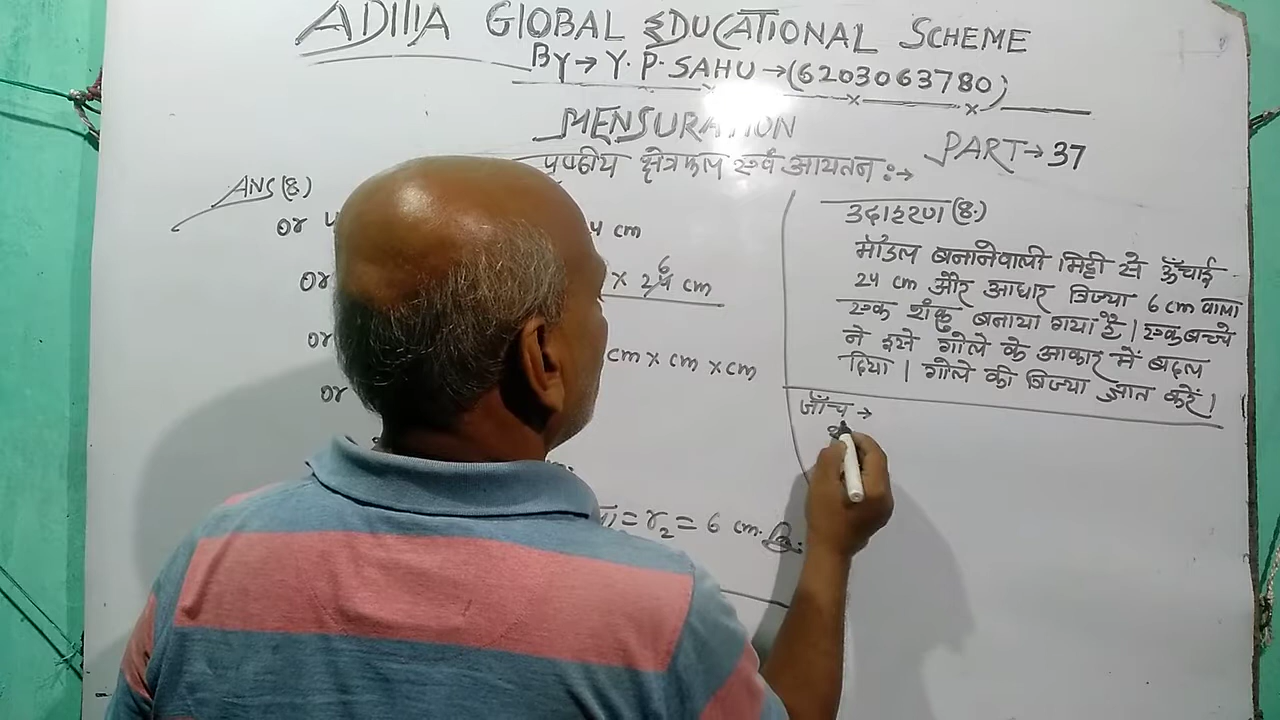 ADITIA GLOBAL EDUCATIONAL SCHEME
BY→ Y. P. SAHU →(6203063780)
MENSURATION
PART→37
पृष्ठीय क्षेत्रफल एवं आयतन :→
ANS (8)
or 4 cm
or × 24 cm
6
or cm × cm × cm
or
= r₂ = 6 cm.
उदाहरण (8.)
मॉडल बनानेवाली मिट्टी से ऊँचाई
24 cm और आधार त्रिज्या 6 cm वाला
एक शंकु बनाया गया है। एक बच्चे
ने इसे गोले के आकार में बदल
दिया । गोले की त्रिज्या ज्ञात करें।
जाँच →